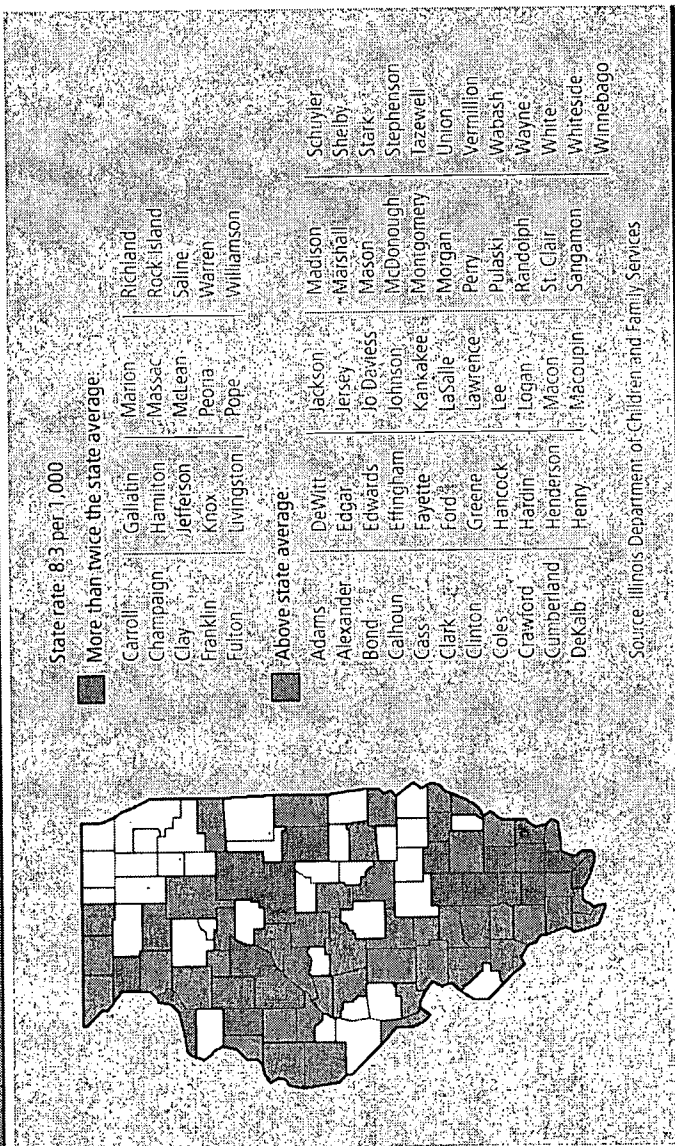 State rate 8.3 per 1,000
More than twice the state average
Carroll
Champaign
Clay
Franklin
Fulton
Gallatin
Hamilton
Jefferson
Knox
Livingston
Marion
Massac
McLean
Peoria
Pope
Richland
Rock Island
Saline
Warren
Williamson
Above state average
Adams
Alexander
Bond
Calhoun
Cass
Clark
Clinton
Coles
Crawford
Cumberland
DeKalb
DeWitt
Edgar
Edwards
Effingham
Fayette
Ford
Greene
Hancock
Hardin
Henderson
Henry
Jackson
Jersey
Jo Daviess
Johnson
Kankakee
LaSalle
Lawrence
Lee
Logan
Macon
Macoupin
Madison
Marshall
Mason
McDonough
Montgomery
Morgan
Perry
Pulaski
Randolph
St. Clair
Sangamon
Schuyler
Shelby
Stark
Stephenson
Tazewell
Union
Vermillion
Wabash
Wayne
White
Whiteside
Winnebago
Source: Illinois Department of Children and Family Services